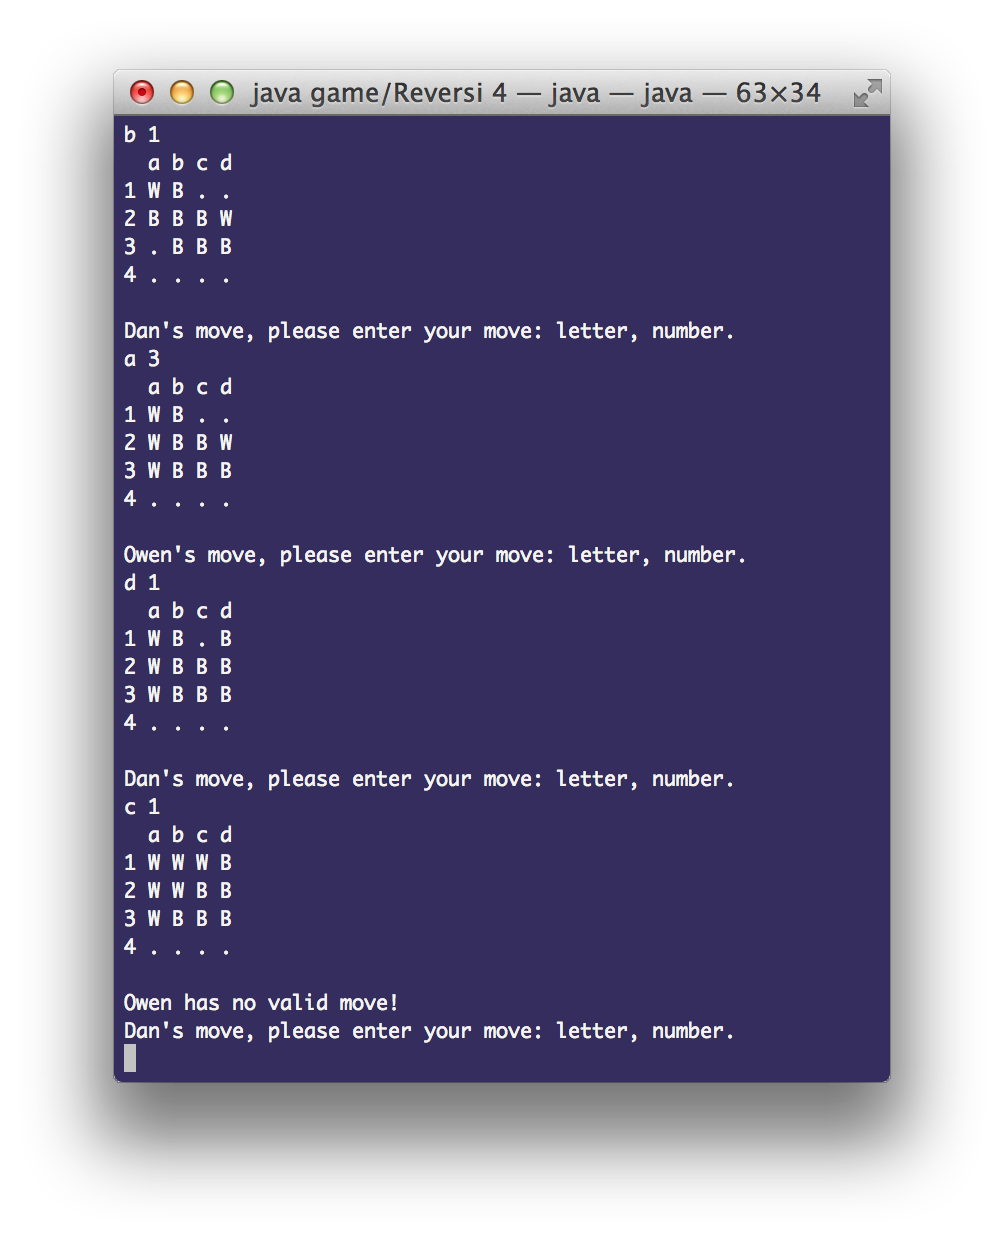 java game/Reversi 4 — java — java — 63×34
b 1
  a b c d
1 W B . .
2 B B B W
3 . B B B
4 . . . .

Dan's move, please enter your move: letter, number.
a 3
  a b c d
1 W B . .
2 W B B W
3 W B B B
4 . . . .

Owen's move, please enter your move: letter, number.
d 1
  a b c d
1 W B . B
2 W B B B
3 W B B B
4 . . . .

Dan's move, please enter your move: letter, number.
c 1
  a b c d
1 W W W B
2 W W B B
3 W B B B
4 . . . .

Owen has no valid move!
Dan's move, please enter your move: letter, number.